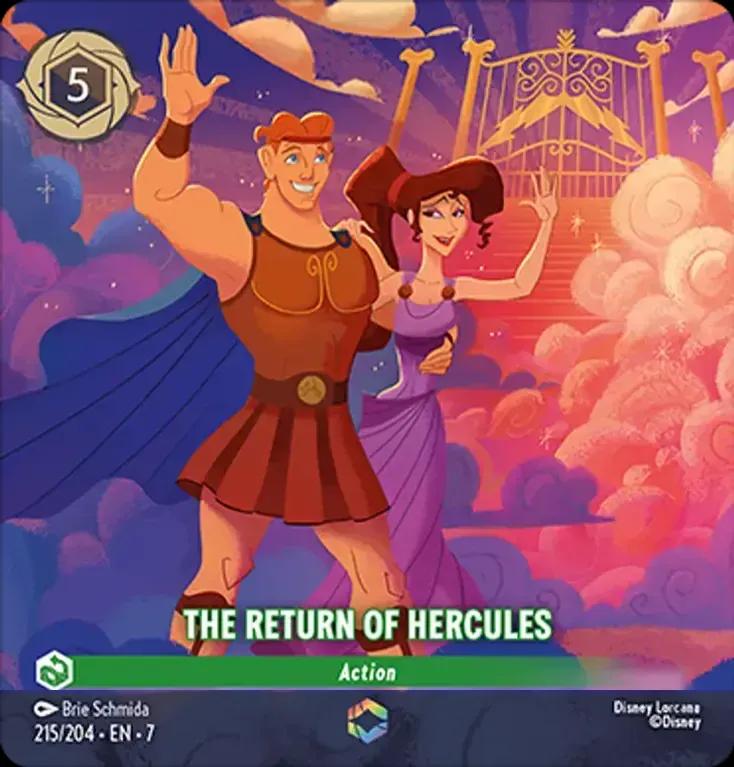 5
THE RETURN OF HERCULES
Action
Brie Schmida
Disney Lorcana
215/204 • EN • 7
©Disney